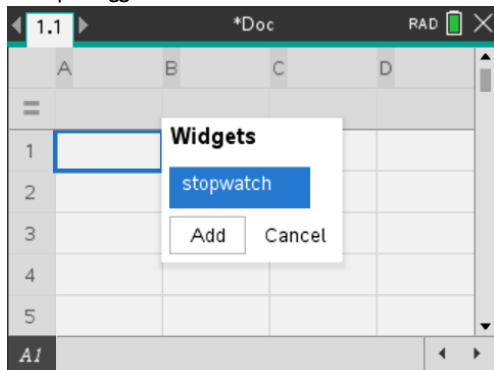 1.1 *Doc RAD
A B C D
=
1
2
3
4
5
Widgets
stopwatch
Add Cancel
A1